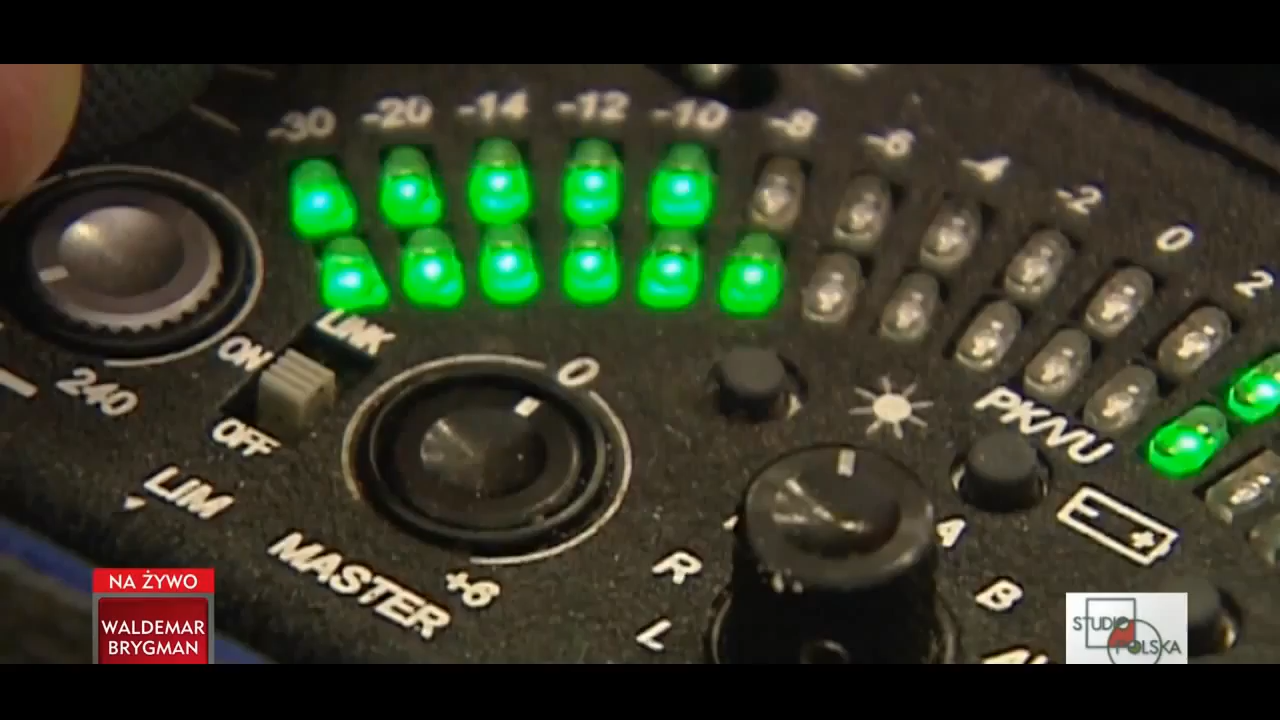 -30 -20 -14 -12 -10 -8 -6 -4 -2 0 2
LINK
ON
OFF
240
LIM
0
MASTER
+6
PK/VU
R
L
A
B
NA ŻYWO
WALDEMAR
BRYGMAN
STUDIO
POLSKA